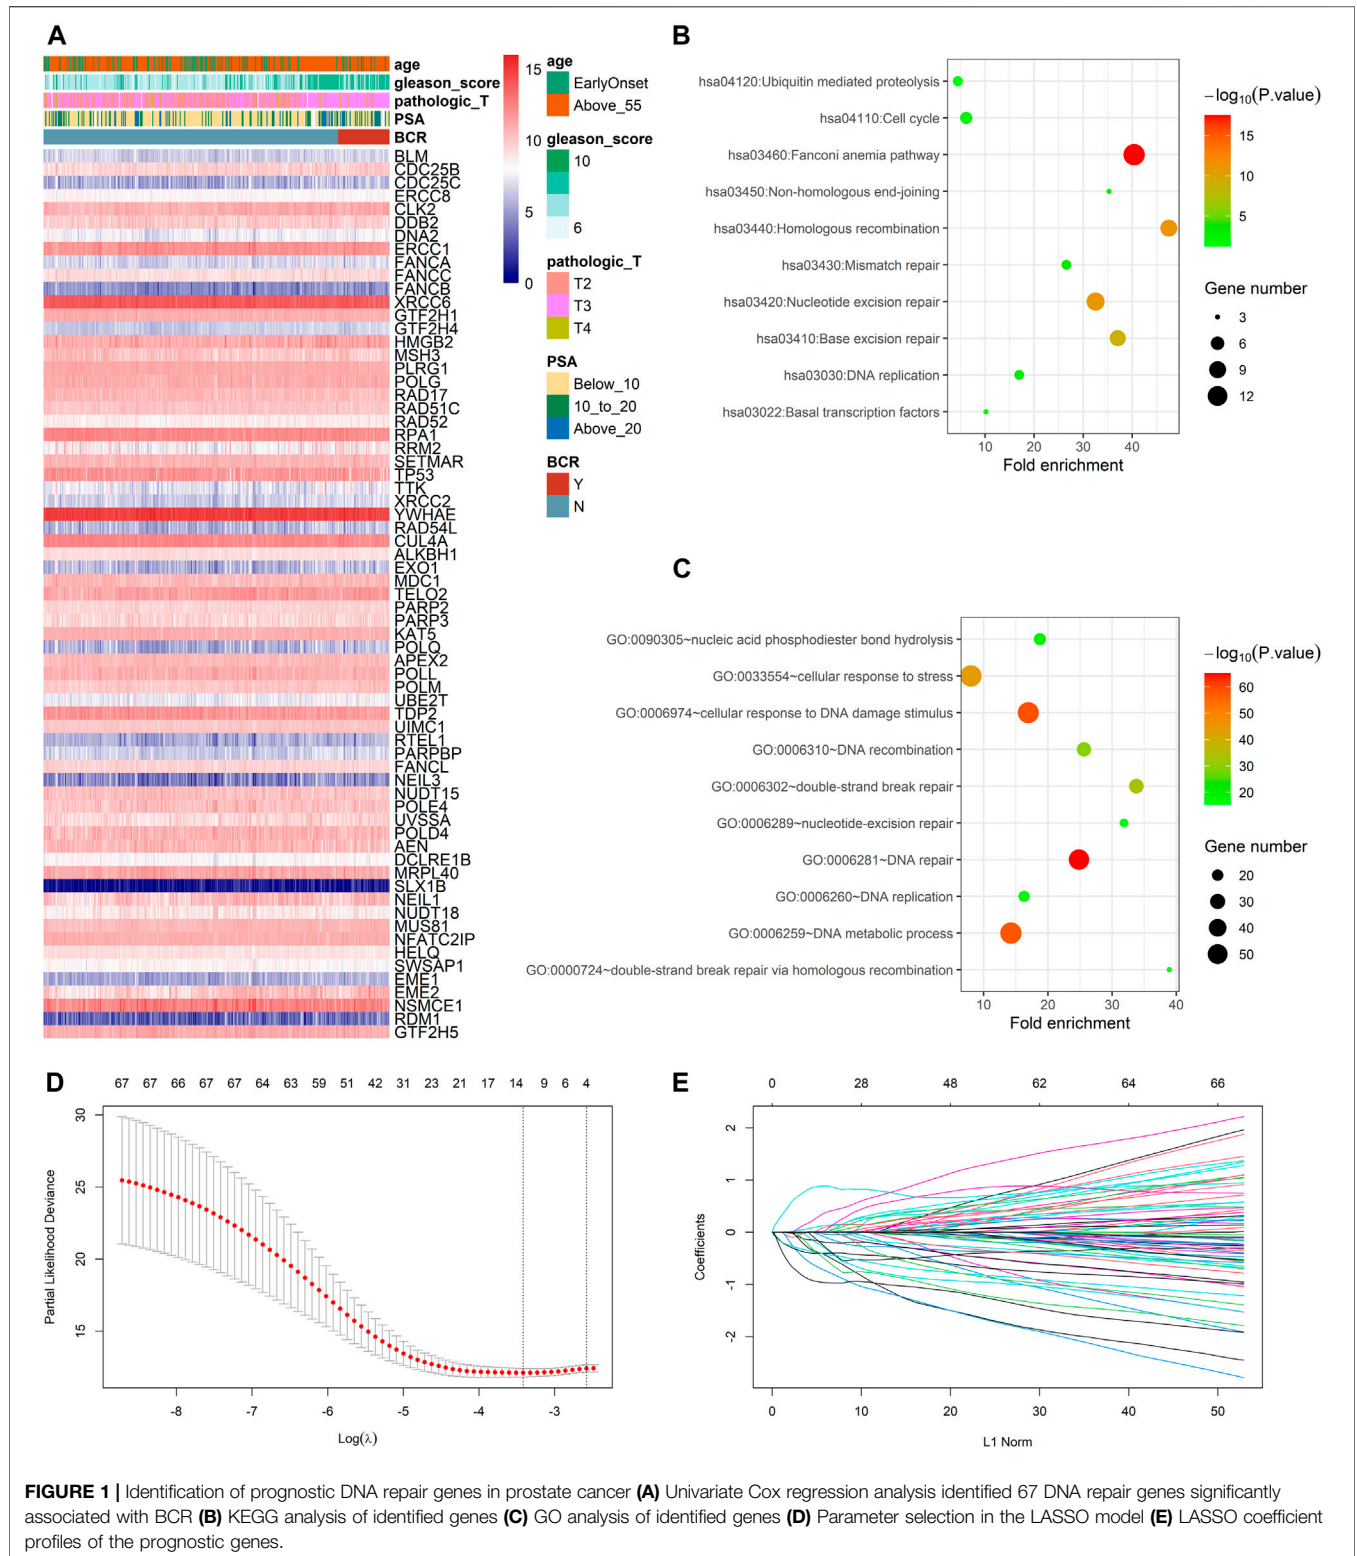 A
age
gleason_score
pathologic_T
PSA
BCR
BLM
CDC25B
CDC25C
ERCC8
CLK2
DDB2
DNA2
ERCC1
FANCA
FANCC
FANCB
XRCC6
GTF2H1
GTF2H4
HMGB2
MSH3
PLRG1
POLG
RAD17
RAD51C
RAD52
RPA1
RRM2
SETMAR
TP53
TTK
XRCC2
YWHAE
RAD54L
CUL4A
ALKBH1
EXO1
MDC1
TELO2
PARP2
PARP3
KAT5
POLQ
APEX2
POLL
POLM
UBE2T
TDP2
UIMC1
RTEL1
PARPBP
FANCL
NEIL3
NUDT15
POLE4
UVSSA
POLD4
AEN
DCLRE1B
MRPL40
SLX1B
NEIL1
NUDT18
MUS81
NFATC2IP
HELQ
SWSAP1
EME1
EME2
NSMCE1
RDM1
GTF2H5
15
10
5
0
age
EarlyOnset
Above_55
gleason_score
10
6
pathologic_T
T2
T3
T4
PSA
Below_10
10_to_20
Above_20
BCR
Y
N
B
hsa04120:Ubiquitin mediated proteolysis
hsa04110:Cell cycle
hsa03460:Fanconi anemia pathway
hsa03450:Non-homologous end-joining
hsa03440:Homologous recombination
hsa03430:Mismatch repair
hsa03420:Nucleotide excision repair
hsa03410:Base excision repair
hsa03030:DNA replication
hsa03022:Basal transcription factors
10 20 30 40
Fold enrichment
−log10(P.value)
15
10
5
Gene number
3
6
9
12
C
GO:0090305~nucleic acid phosphodiester bond hydrolysis
GO:0033554~cellular response to stress
GO:0006974~cellular response to DNA damage stimulus
GO:0006310~DNA recombination
GO:0006302~double-strand break repair
GO:0006289~nucleotide-excision repair
GO:0006281~DNA repair
GO:0006260~DNA replication
GO:0006259~DNA metabolic process
GO:0000724~double-strand break repair via homologous recombination
10 20 30 40
Fold enrichment
−log10(P.value)
60
50
40
30
20
Gene number
20
30
40
50
D
67 67 66 67 67 64 63 59 51 42 31 23 21 17 14 9 6 4
30
25
20
15
Partial Likelihood Deviance
-8 -7 -6 -5 -4 -3
Log(λ)
E
0 28 48 62 64 66
2
1
0
-1
-2
Coefficients
0 10 20 30 40 50
L1 Norm
FIGURE 1 | Identification of prognostic DNA repair genes in prostate cancer (A) Univariate Cox regression analysis identified 67 DNA repair genes significantly
associated with BCR (B) KEGG analysis of identified genes (C) GO analysis of identified genes (D) Parameter selection in the LASSO model (E) LASSO coefficient
profiles of the prognostic genes.